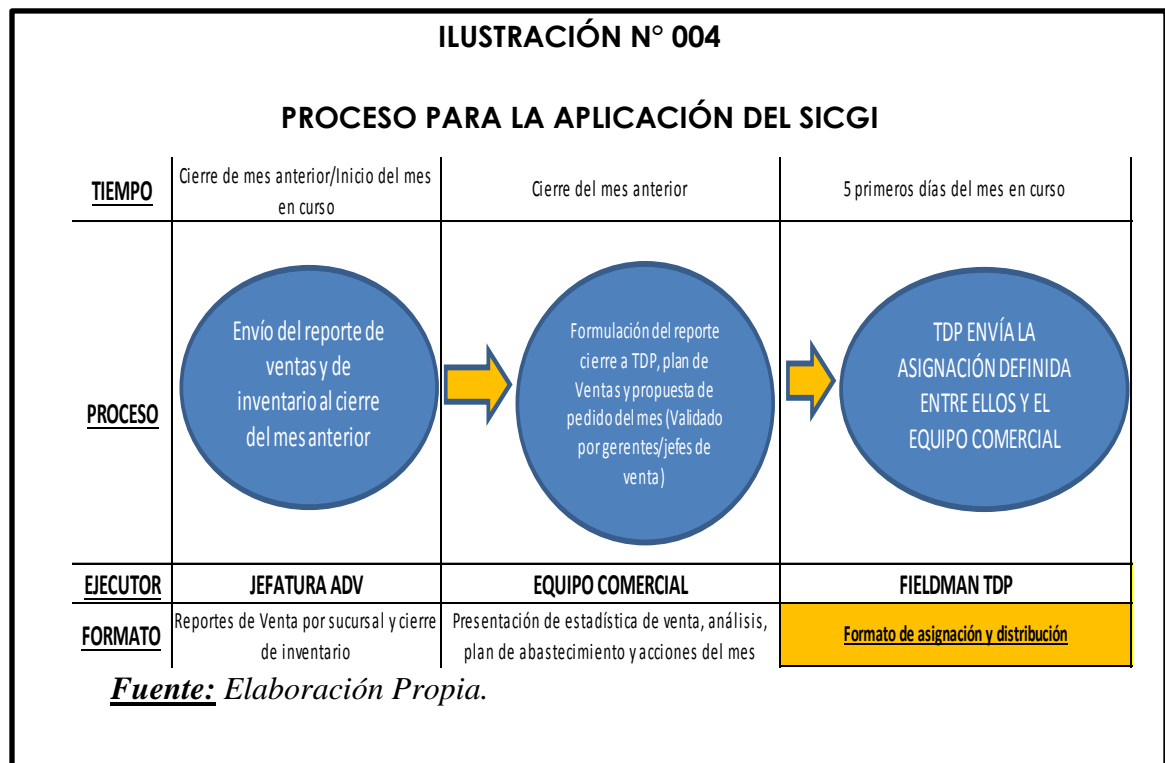 ILUSTRACIÓN N° 004
PROCESO PARA LA APLICACIÓN DEL SICGI
TIEMPO
Cierre de mes anterior/Inicio del mes
en curso
Cierre del mes anterior
5 primeros días del mes en curso
PROCESO
Envío del reporte de
ventas y de
inventario al cierre
del mes anterior
Formulación del reporte
cierre a TDP, plan de
Ventas y propuesta de
pedido del mes (Validado
por gerentes/jefes de
venta)
TDP ENVÍA LA
ASIGNACIÓN DEFINIDA
ENTRE ELLOS Y EL
EQUIPO COMERCIAL
EJECUTOR
JEFATURA ADV
EQUIPO COMERCIAL
FIELDMAN TDP
FORMATO
Reportes de Venta por sucursal y cierre
de inventario
Presentación de estadística de venta, análisis,
plan de abastecimiento y acciones del mes
Formato de asignación y distribución
Fuente: Elaboración Propia.